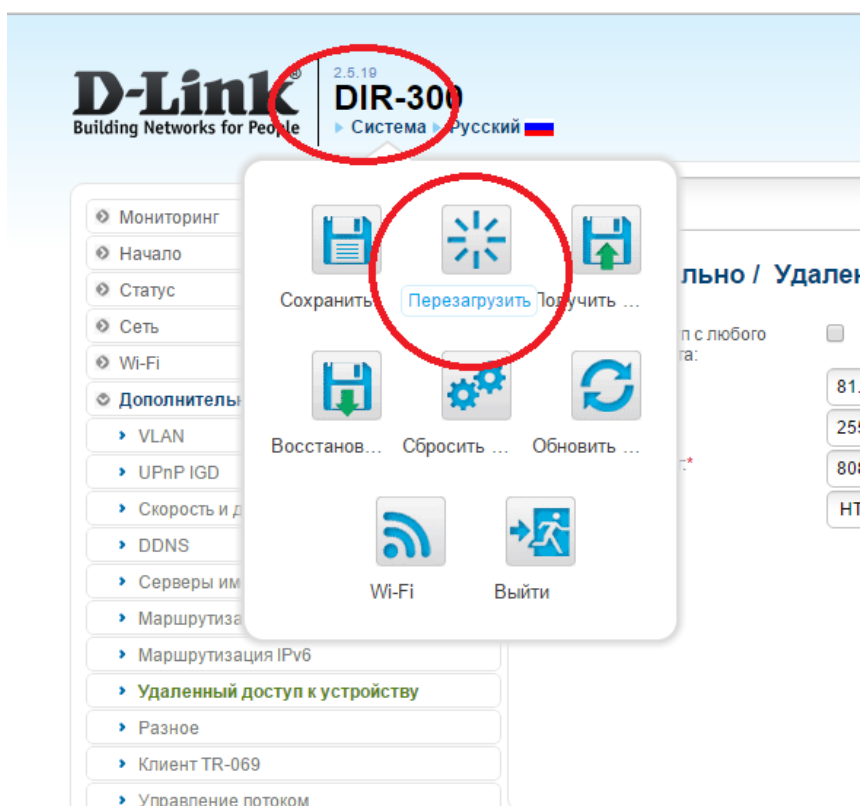 D-Link®
Building Networks for People
2.5.19
DIR-300
Система Русский
Мониторинг
Начало
Статус
Сеть
Wi-Fi
Дополнитель
VLAN
UPnP IGD
Скорость и д
DDNS
Серверы им
Маршрутиза
Маршрутизация IPv6
Удаленный доступ к устройству
Разное
Клиент TR-069
Управление потоком
Сохранить
Перезагрузить
Получить ...
Восстанов...
Сбросить ...
Обновить ...
Wi-Fi
Выйти
льно / Удален
п с любого
та:
81.
255
:*
808
HT